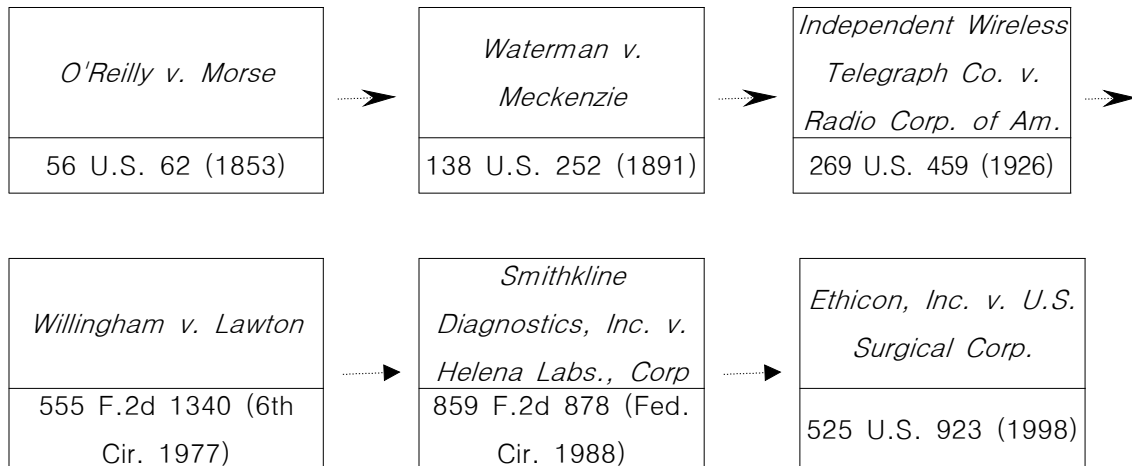 O'Reilly v. Morse
56 U.S. 62 (1853)
Waterman v.
Meckenzie
138 U.S. 252 (1891)
Independent Wireless
Telegraph Co. v.
Radio Corp. of Am.
269 U.S. 459 (1926)
Willingham v. Lawton
555 F.2d 1340 (6th
Cir. 1977)
Smithkline
Diagnostics, Inc. v.
Helena Labs., Corp
859 F.2d 878 (Fed.
Cir. 1988)
Ethicon, Inc. v. U.S.
Surgical Corp.
525 U.S. 923 (1998)